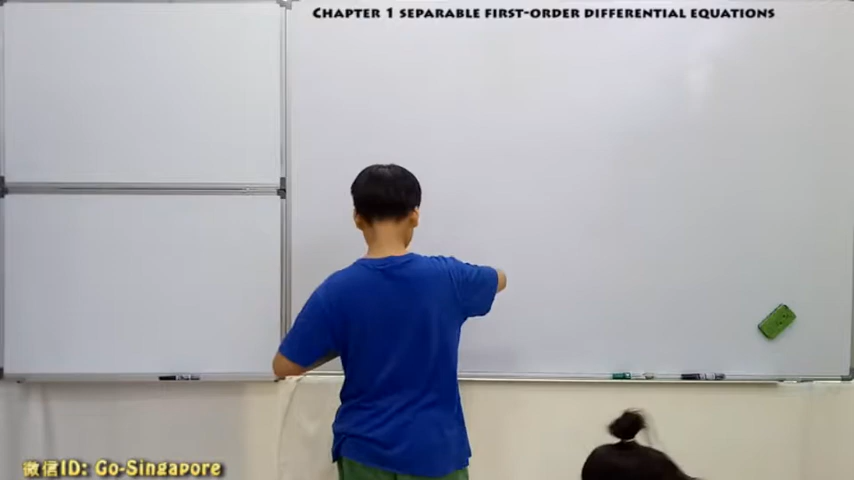 CHAPTER 1 SEPARABLE FIRST-ORDER DIFFERENTIAL EQUATIONS
微信ID: Go-Singapore